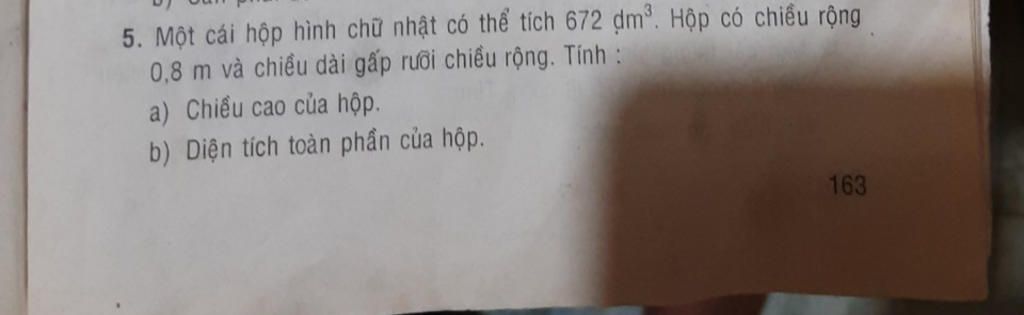 5. Một cái hộp hình chữ nhật có thể tích 672 dm³. Hộp có chiều rộng
0,8 m và chiều dài gấp rưỡi chiều rộng. Tính :
a) Chiều cao của hộp.
b) Diện tích toàn phần của hộp.
163